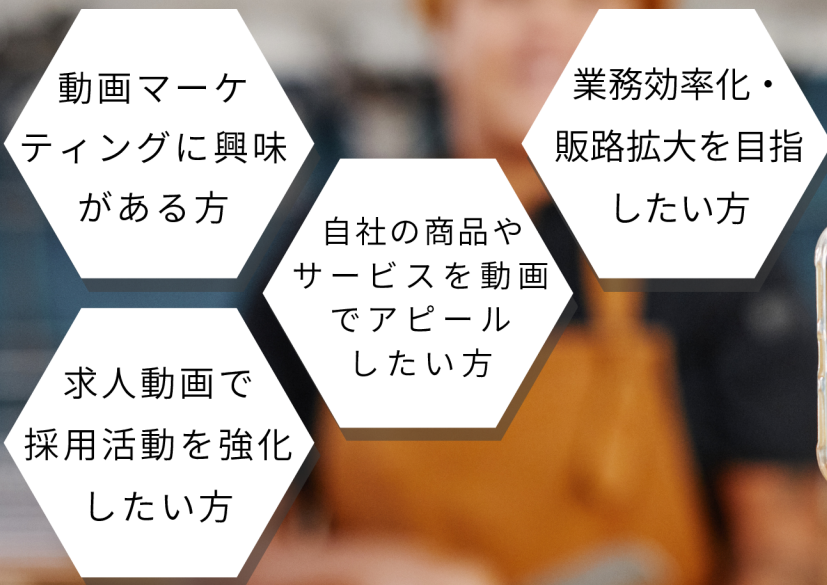 動画マーケ
ティングに興味
がある方
業務効率化・
販路拡大を目指
したい方
自社の商品や
サービスを動画
でアピール
したい方
求人動画で
採用活動を強化
したい方